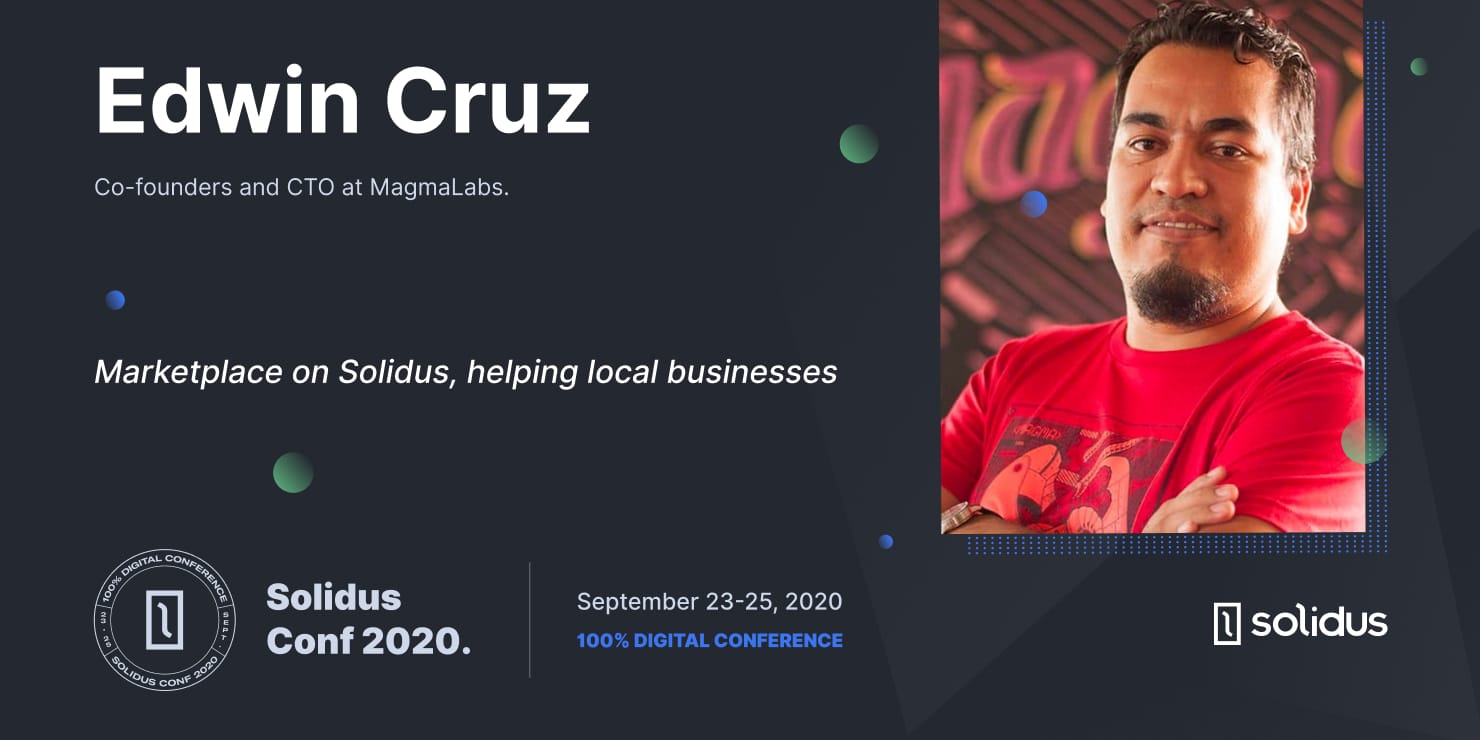 Edwin Cruz
Co-founders and CTO at MagmaLabs.
Marketplace on Solidus, helping local businesses
<MAGMA>
100% DIGITAL CONFERENCE
23 - 25
SEPT.
SOLIDUS CONF 2020
Solidus
Conf 2020.
September 23-25, 2020
100% DIGITAL CONFERENCE
solidus